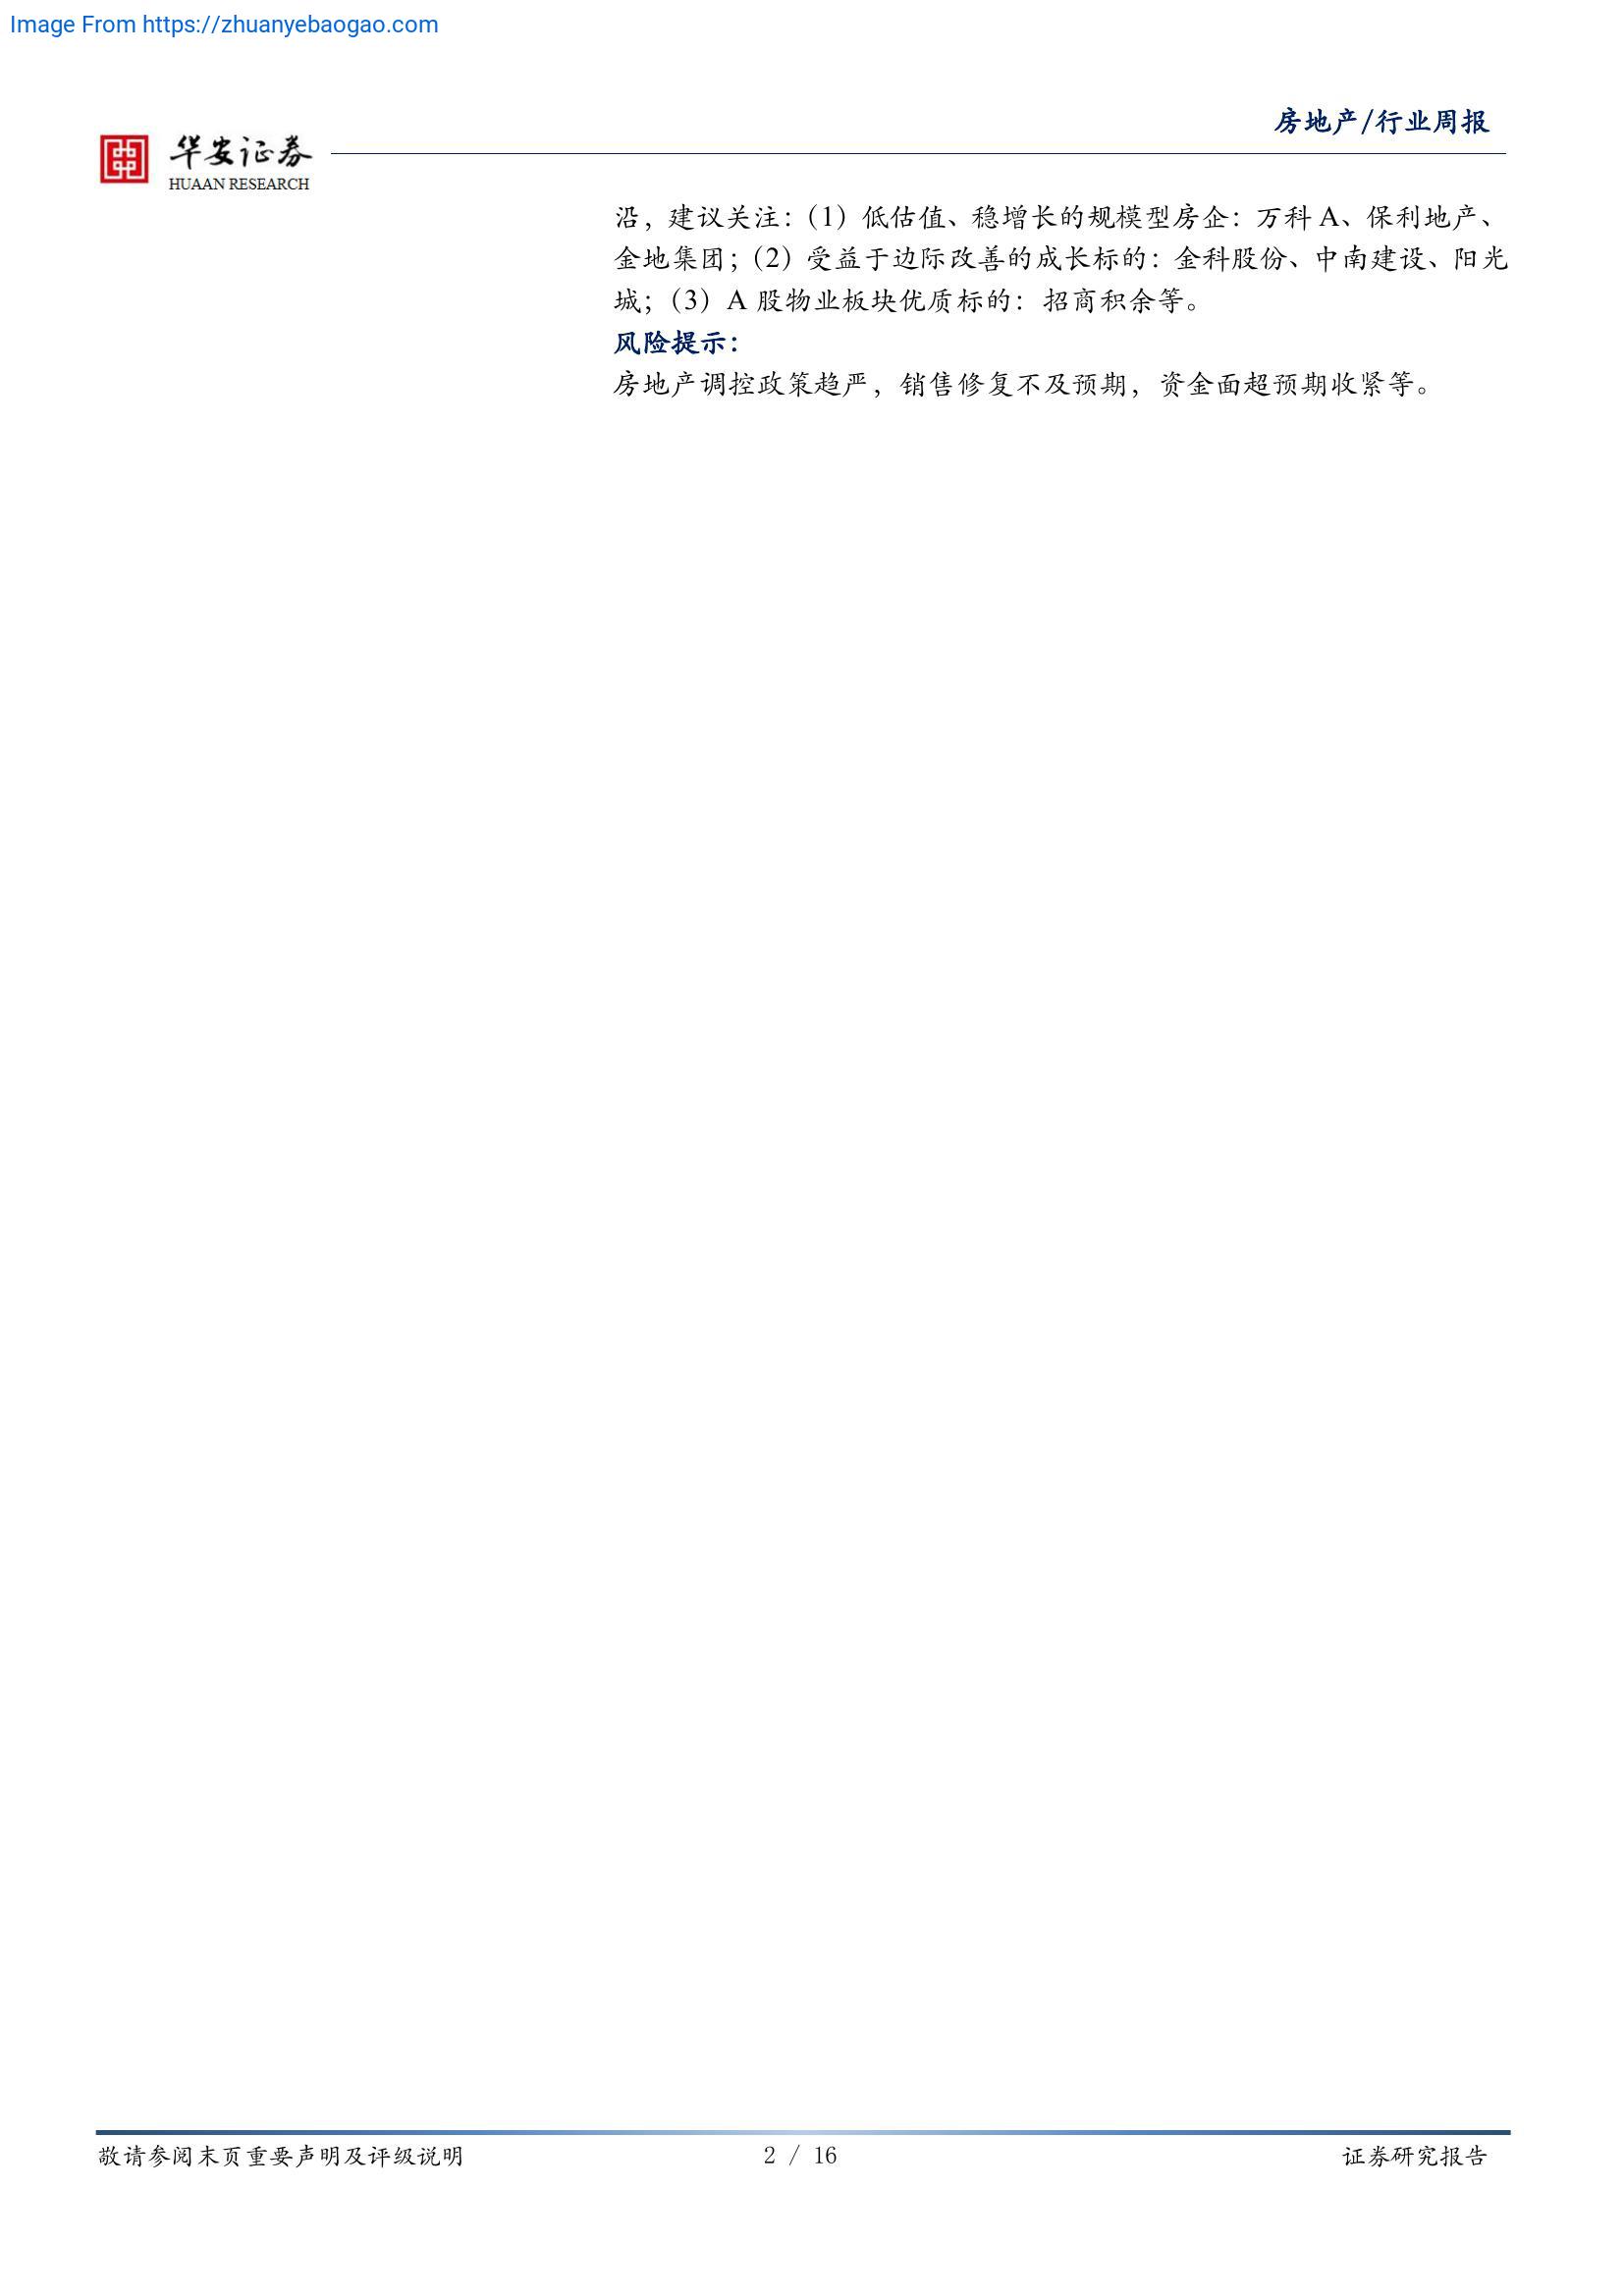 Image From https://zhuanyebaogao.com
房地产/行业周报
华安证券
HUAAN RESEARCH
沿，建议关注：（1）低估值、稳增长的规模型房企：万科 A、保利地产、
金地集团；（2）受益于边际改善的成长标的：金科股份、中南建设、阳光
城；（3）A 股物业板块优质标的：招商积余等。
风险提示：
房地产调控政策趋严，销售修复不及预期，资金面超预期收紧等。
敬请参阅末页重要声明及评级说明
2 / 16
证券研究报告